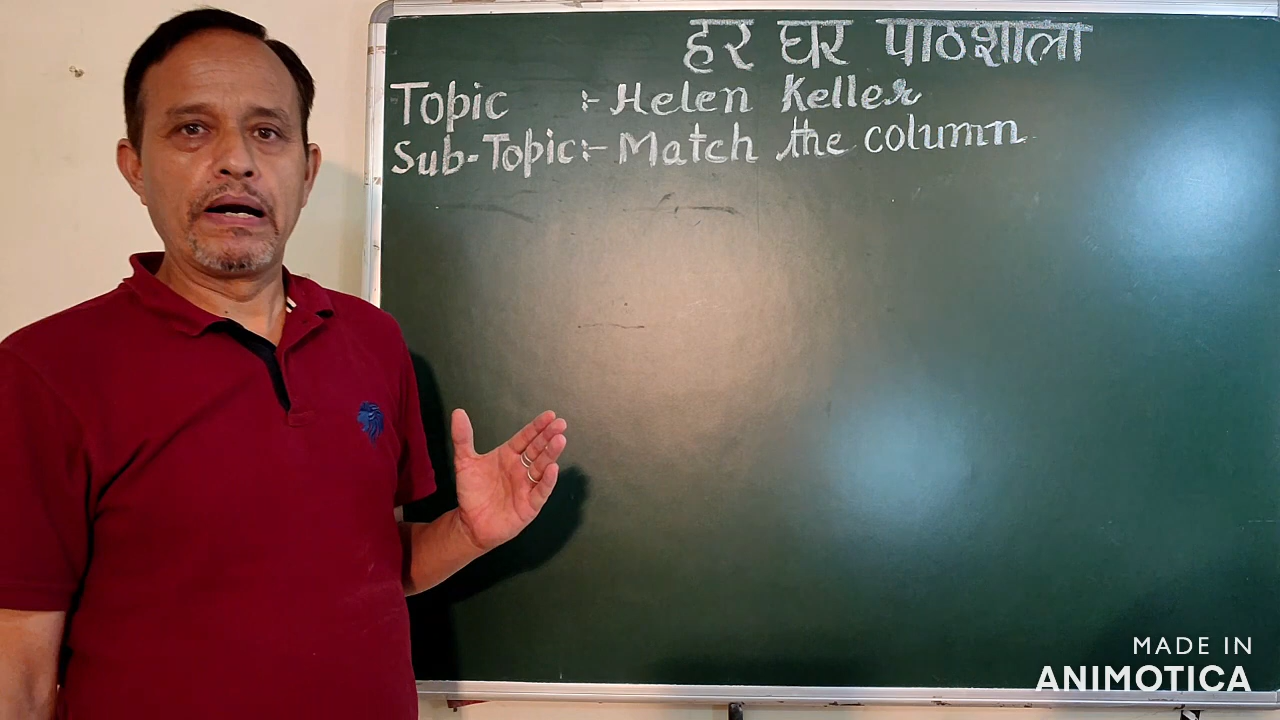 हर घर पाठशाला
Topic :- Helen Keller
Sub-Topic:- Match the column
MADE IN
ANIMOTICA